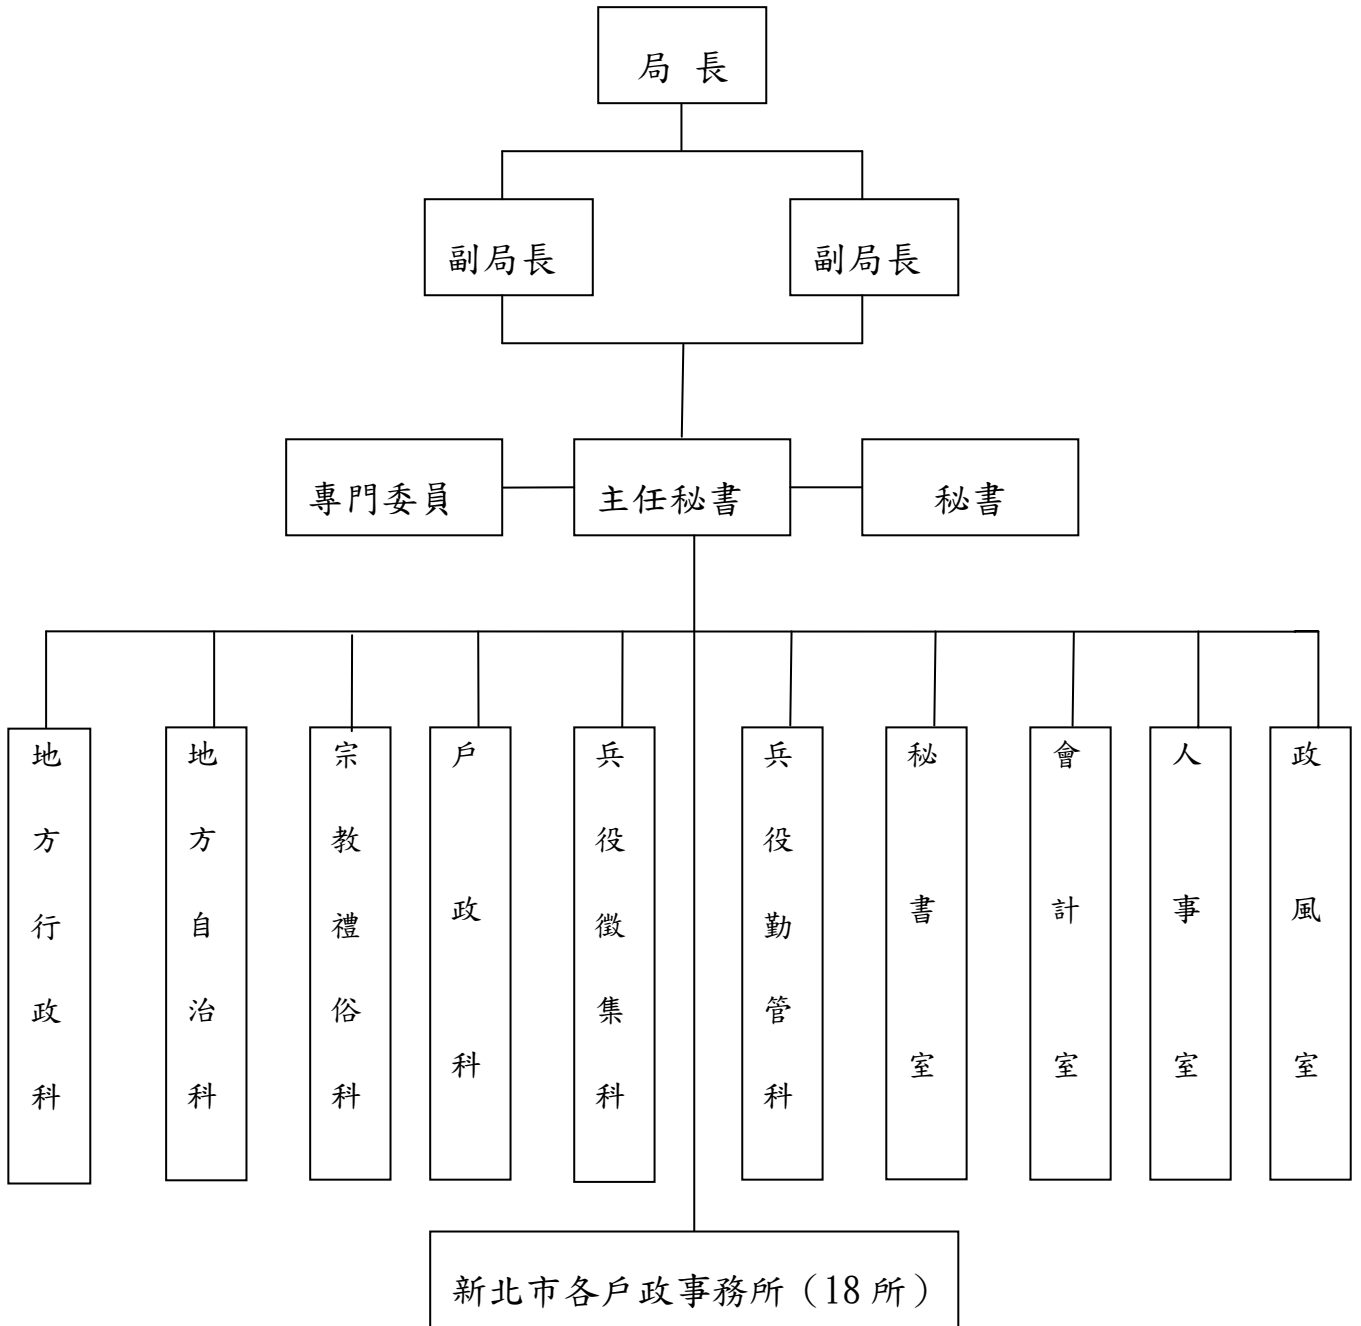 局 長
副局長
副局長
專門委員
主任秘書
秘書
地方行政科
地方自治科
宗教禮俗科
戶政科
兵役徵集科
兵役勤管科
秘書室
會計室
人事室
政風室
新北市各戶政事務所（18 所）